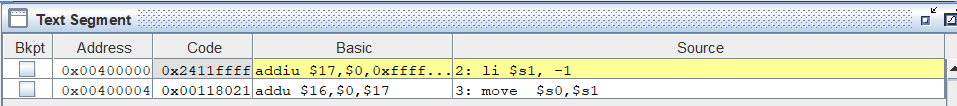 Text Segment
Bkpt Address Code Basic Source
0x00400000 0x2411ffff addiu $17,$0,0xffff... 2: li $s1, -1
0x00400004 0x00118021 addu $16,$0,$17 3: move $s0,$s1